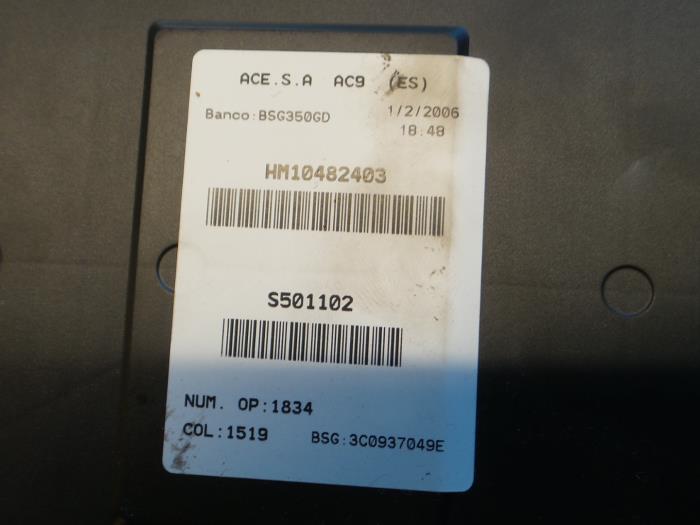 ACE.S.A AC9 (ES)
Banco:BSG350GD 1/2/2006
18:48
HM10482403
S501102
NUM. OP:1834
COL:1519 BSG:3C0937049E